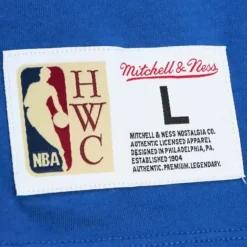 NBA
H
W
C
Mitchell & Ness
L
MITCHELL & NESS NOSTALGIA CO.
AUTHENTIC LICENSED APPAREL
DESIGNED IN PHILADELPHIA, PA.
ESTABLISHED 1904
AUTHENTIC.PREMIUM.LEGENDARY.